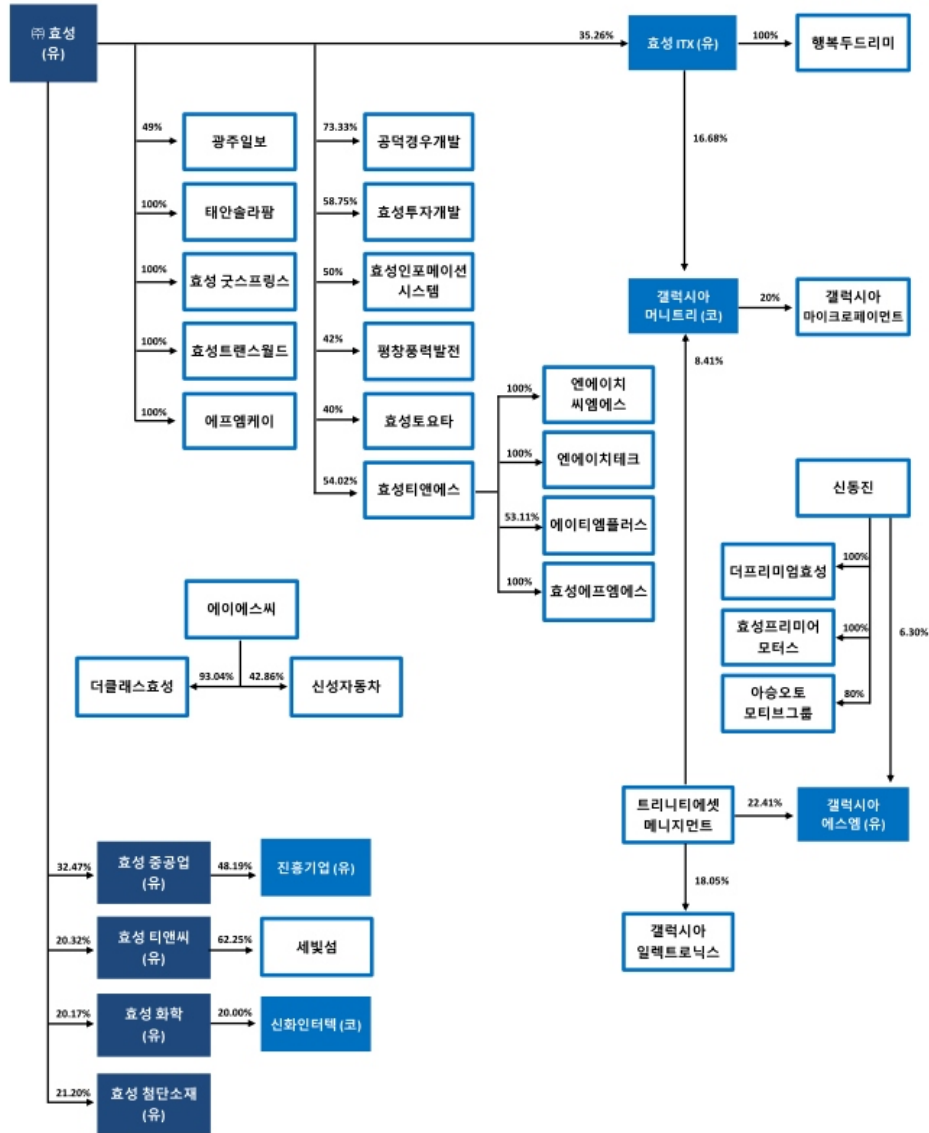 ㈜ 효성
(유)
35.26%
효성 ITX (유)
100%
행복두드리미
16.68%
49%
광주일보
73.33%
공덕경우개발
100%
태안솔라팜
58.75%
효성투자개발
100%
효성 굿스프링스
50%
효성인포메이션
시스템
갤럭시아
머니트리 (코)
20%
갤럭시아
마이크로페이먼트
100%
효성트랜스월드
42%
평창풍력발전
8.41%
100%
에프엠케이
40%
효성토요타
100%
엔에이치
씨엠에스
54.02%
효성티앤에스
100%
엔에이치테크
53.11%
에이티엠플러스
100%
효성에프엠에스
신동진
100%
더프리미엄효성
100%
효성프리미어
모터스
6.30%
80%
아승오토
모티브그룹
에이에스씨
더클래스효성
93.04%
42.86%
신성자동차
트리니티에셋
메니지먼트
22.41%
갤럭시아
에스엠 (유)
18.05%
갤럭시아
일렉트로닉스
32.47%
효성 중공업
(유)
48.19%
진흥기업 (유)
20.32%
효성 티앤씨
(유)
62.25%
세빛섬
20.17%
효성 화학
(유)
20.00%
신화인터텍 (코)
21.20%
효성 첨단소재
(유)